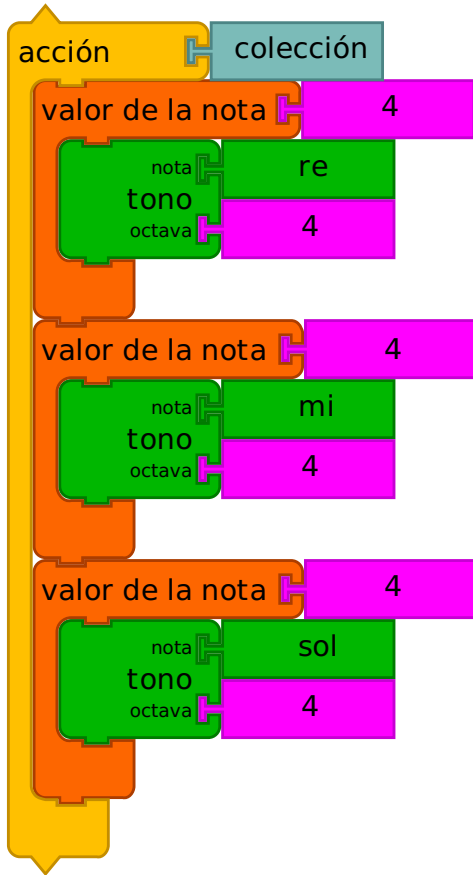 acción colección
valor de la nota 4
nota re
tono
octava 4
valor de la nota 4
nota mi
tono
octava 4
valor de la nota 4
nota sol
tono
octava 4